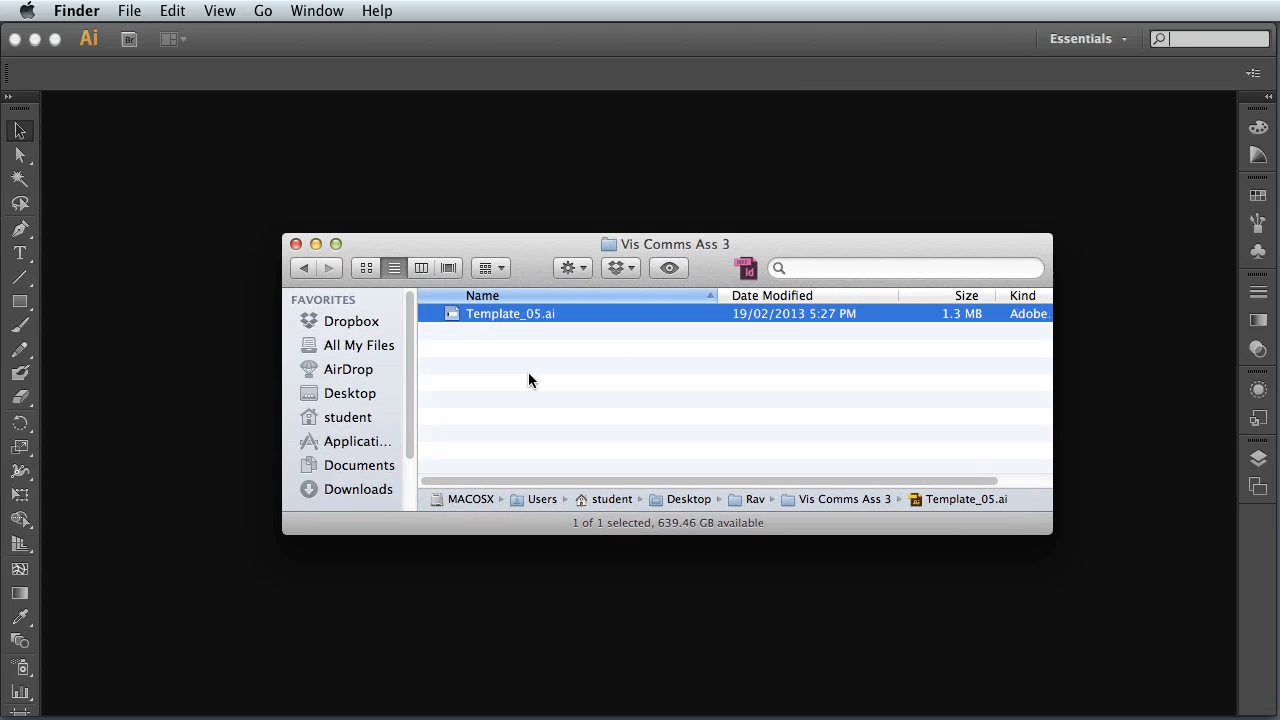 Finder File Edit View Go Window Help
Ai Br Essentials
Vis Comms Ass 3
Id
FAVORITES
Dropbox
All My Files
AirDrop
Desktop
student
Applicati...
Documents
Downloads
Name Date Modified Size Kind
Template_05.ai 19/02/2013 5:27 PM 1.3 MB Adobe.
MACOSX Users student Desktop Rav Vis Comms Ass 3 Template_05.ai
1 of 1 selected, 639.46 GB available
T